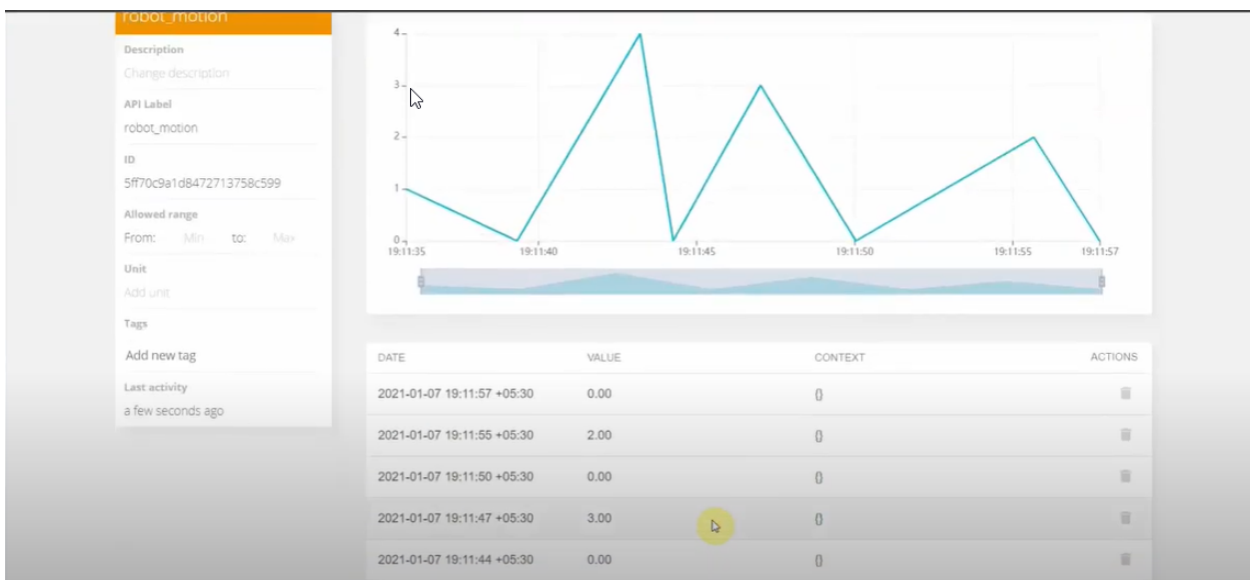 robot_motion
Description
Change description
API Label
robot_motion
ID
5ff70c9a1d8472713758c599
Allowed range
From: Min to: Max
Unit
Add unit
Tags
Add new tag
Last activity
a few seconds ago
4
3
2
1
0
19:11:35 19:11:40 19:11:45 19:11:50 19:11:55 19:11:57
DATE VALUE CONTEXT ACTIONS
2021-01-07 19:11:57 +05:30 0.00 {}
2021-01-07 19:11:55 +05:30 2.00 {}
2021-01-07 19:11:50 +05:30 0.00 {}
2021-01-07 19:11:47 +05:30 3.00 {}
2021-01-07 19:11:44 +05:30 0.00 {}